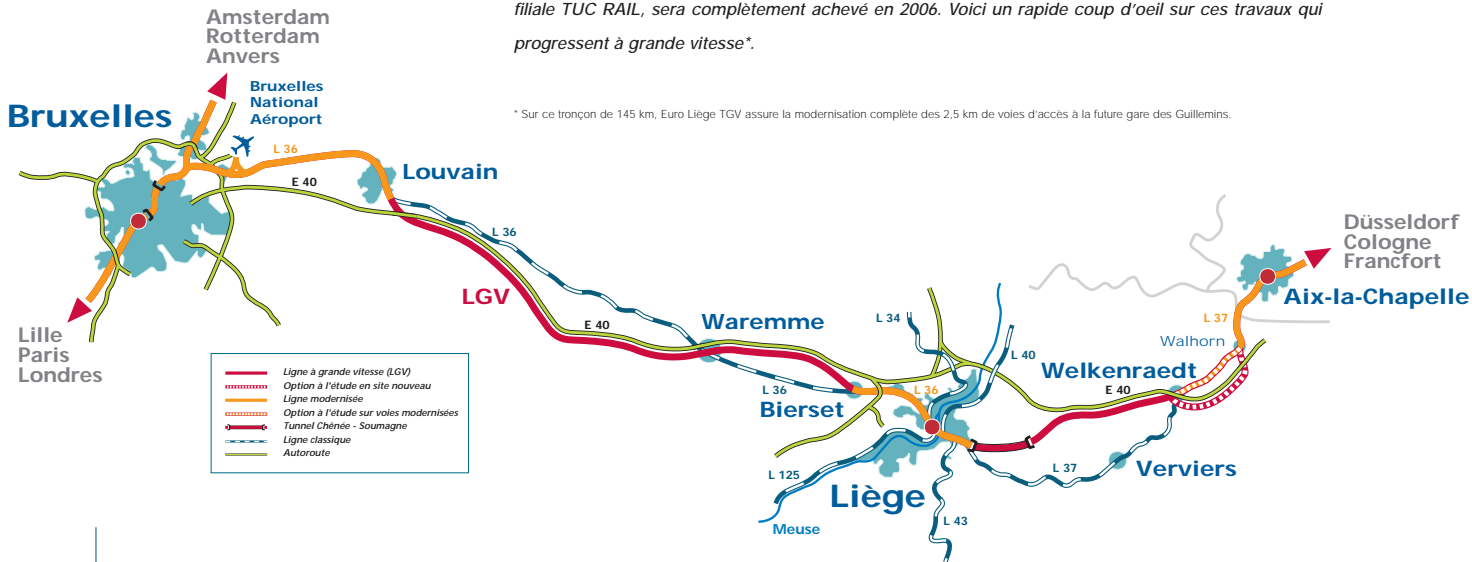 filiale TUC RAIL, sera complètement achevé en 2006. Voici un rapide coup d'oeil sur ces travaux qui
progressent à grande vitesse*.
* Sur ce tronçon de 145 km, Euro Liège TGV assure la modernisation complète des 2,5 km de voies d'accès à la future gare des Guillemins.
Amsterdam
Rotterdam
Anvers
Bruxelles
National
Aéroport
Bruxelles
L 36
Louvain
E 40
L 36
LGV
Lille
Paris
Londres
E 40
Waremme
L 36
Bierset
L 34
L 40
L 36
L 125
Liège
Meuse
L 43
L 37
Verviers
Welkenraedt
E 40
Walhorn
L 37
Aix-la-Chapelle
Düsseldorf
Cologne
Francfort
Ligne à grande vitesse (LGV)
Option à l'étude en site nouveau
Ligne modernisée
Option à l'étude sur voies modernisées
Tunnel Chênée - Soumagne
Ligne classique
Autoroute